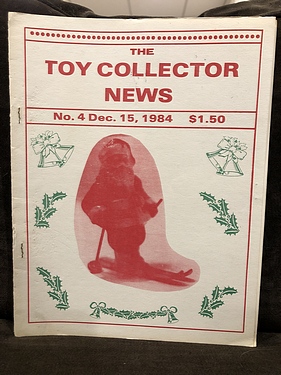 THE
TOY COLLECTOR
NEWS
No. 4 Dec. 15, 1984 $1.50